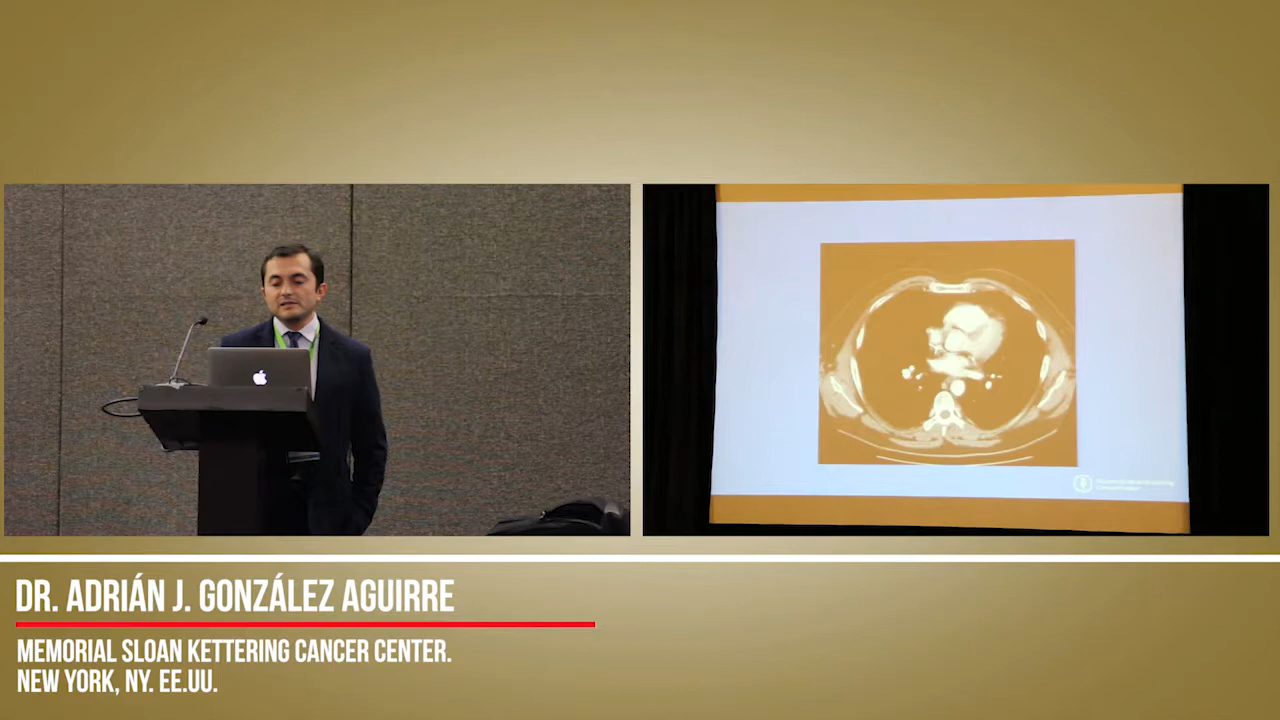 DR. ADRIÁN J. GONZÁLEZ AGUIRRE
MEMORIAL SLOAN KETTERING CANCER CENTER.
NEW YORK, NY. EE.UU.